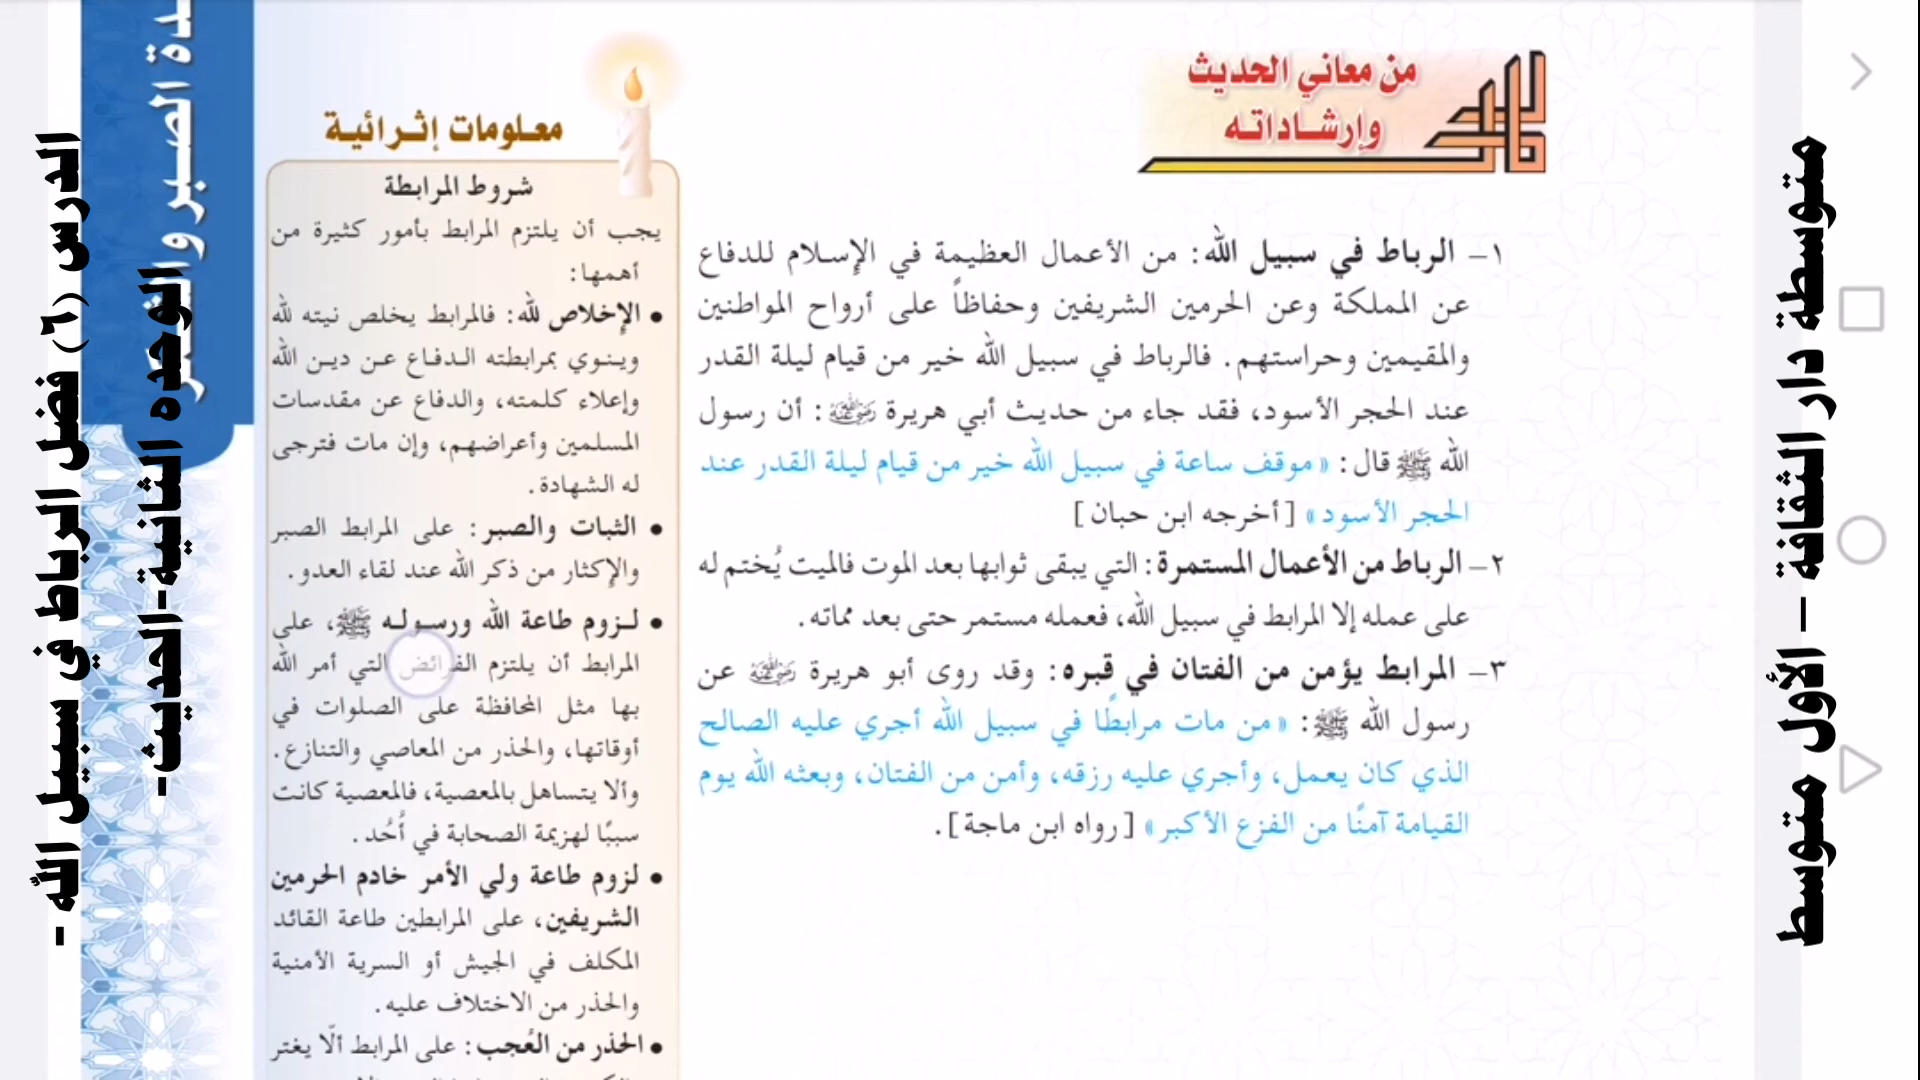 متوسطة دار الثقافة – الأول متوسط
من معاني الحديث
وإرشاداته
١- الرباط في سبيل الله: من الأعمال العظيمة في الإسلام للدفاع
عن المملكة وعن الحرمين الشريفين وحفاظاً على أرواح المواطنين
والمقيمين وحراستهم. فالرباط في سبيل الله خير من قيام ليلة القدر
عند الحجر الأسود، فقد جاء من حديث أبي هريرة رضي الله عنه: أن رسول
الله ﷺ قال: «موقف ساعة في سبيل الله خير من قيام ليلة القدر عند
الحجر الأسود» [أخرجه ابن حبان]
٢- الرباط من الأعمال المستمرة: التي يبقى ثوابها بعد الموت فالميت يُختم له
على عمله إلا المرابط في سبيل الله، فعمله مستمر حتى بعد مماته.
٣- المرابط يؤمن من الفتان في قبره: وقد روى أبو هريرة رضي الله عنه عن
رسول الله ﷺ: «من مات مرابطًا في سبيل الله أجري عليه الصالح
الذي كان يعمل، وأجري عليه رزقه، وأمن من الفتان، وبعثه الله يوم
القيامة آمنًا من الفزع الأكبر» [رواه ابن ماجة].
معلومات إثرائية
شروط المرابطة
يجب أن يلتزم المرابط بأمور كثيرة من
أهمها:
• الإخلاص لله: فالمرابط يخلص نيته لله
وينوي بمرابطته الدفاع عن دين الله
وإعلاء كلمته، والدفاع عن مقدسات
المسلمين وأعراضهم، وإن مات فترجى
له الشهادة.
• الثبات والصبر: على المرابط الصبر
والإكثار من ذكر الله عند لقاء العدو.
• لزوم طاعة الله ورسوله ﷺ، على
المرابط أن يلتزم الفرائض التي أمر الله
بها مثل المحافظة على الصلوات في
أوقاتها، والحذر من المعاصي والتنازع.
وألا يتساهل بالمعصية، فالمعصية كانت
سببًا لهزيمة الصحابة في أُحُد.
• لزوم طاعة ولي الأمر خادم الحرمين
الشريفين، على المرابطين طاعة القائد
المكلف في الجيش أو السرية الأمنية
والحذر من الاختلاف عليه.
• الحذر من العُجب: على المرابط ألّا يغتر
الصبر والشكر
الوحده الثانية-الحديث-
الدرس (٦) فضل الرباط في سبيل الله -